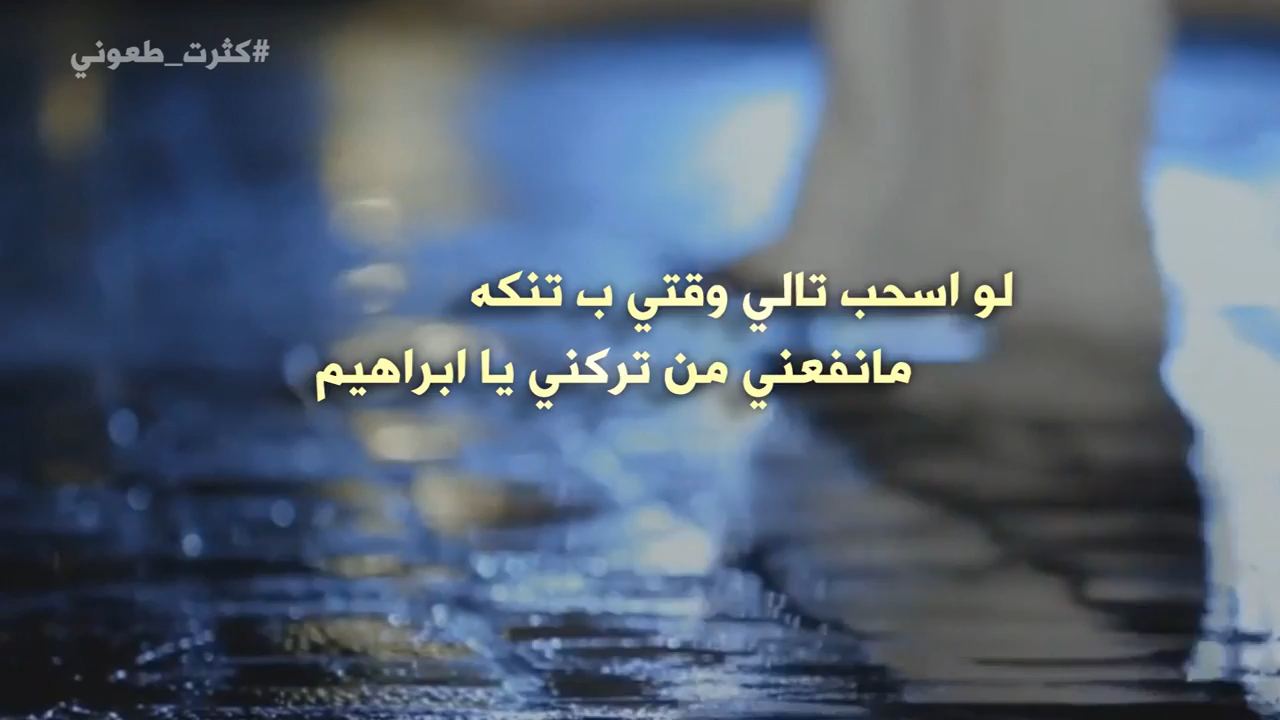 #كثرت_طعوني
لو اسحب تالي وقتي ب تنكه
مانفعني من تركني يا ابراهيم